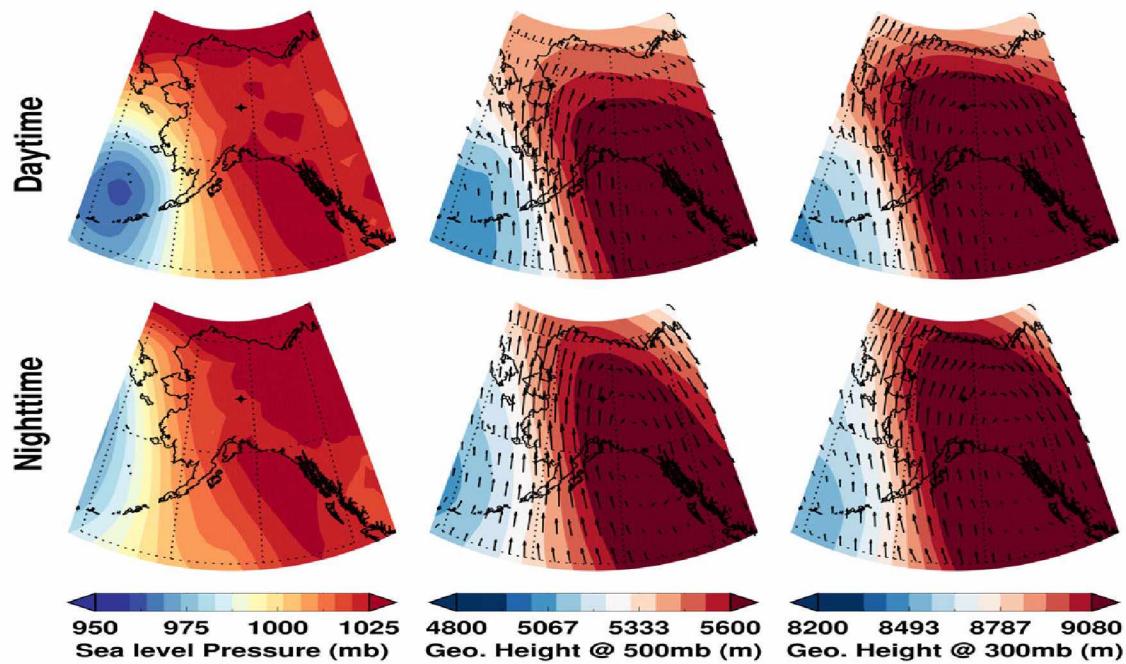 Daytime
Nighttime
950 975 1000 1025
Sea level Pressure (mb)
4800 5067 5333 5600
Geo. Height @ 500mb (m)
8200 8493 8787 9080
Geo. Height @ 300mb (m)